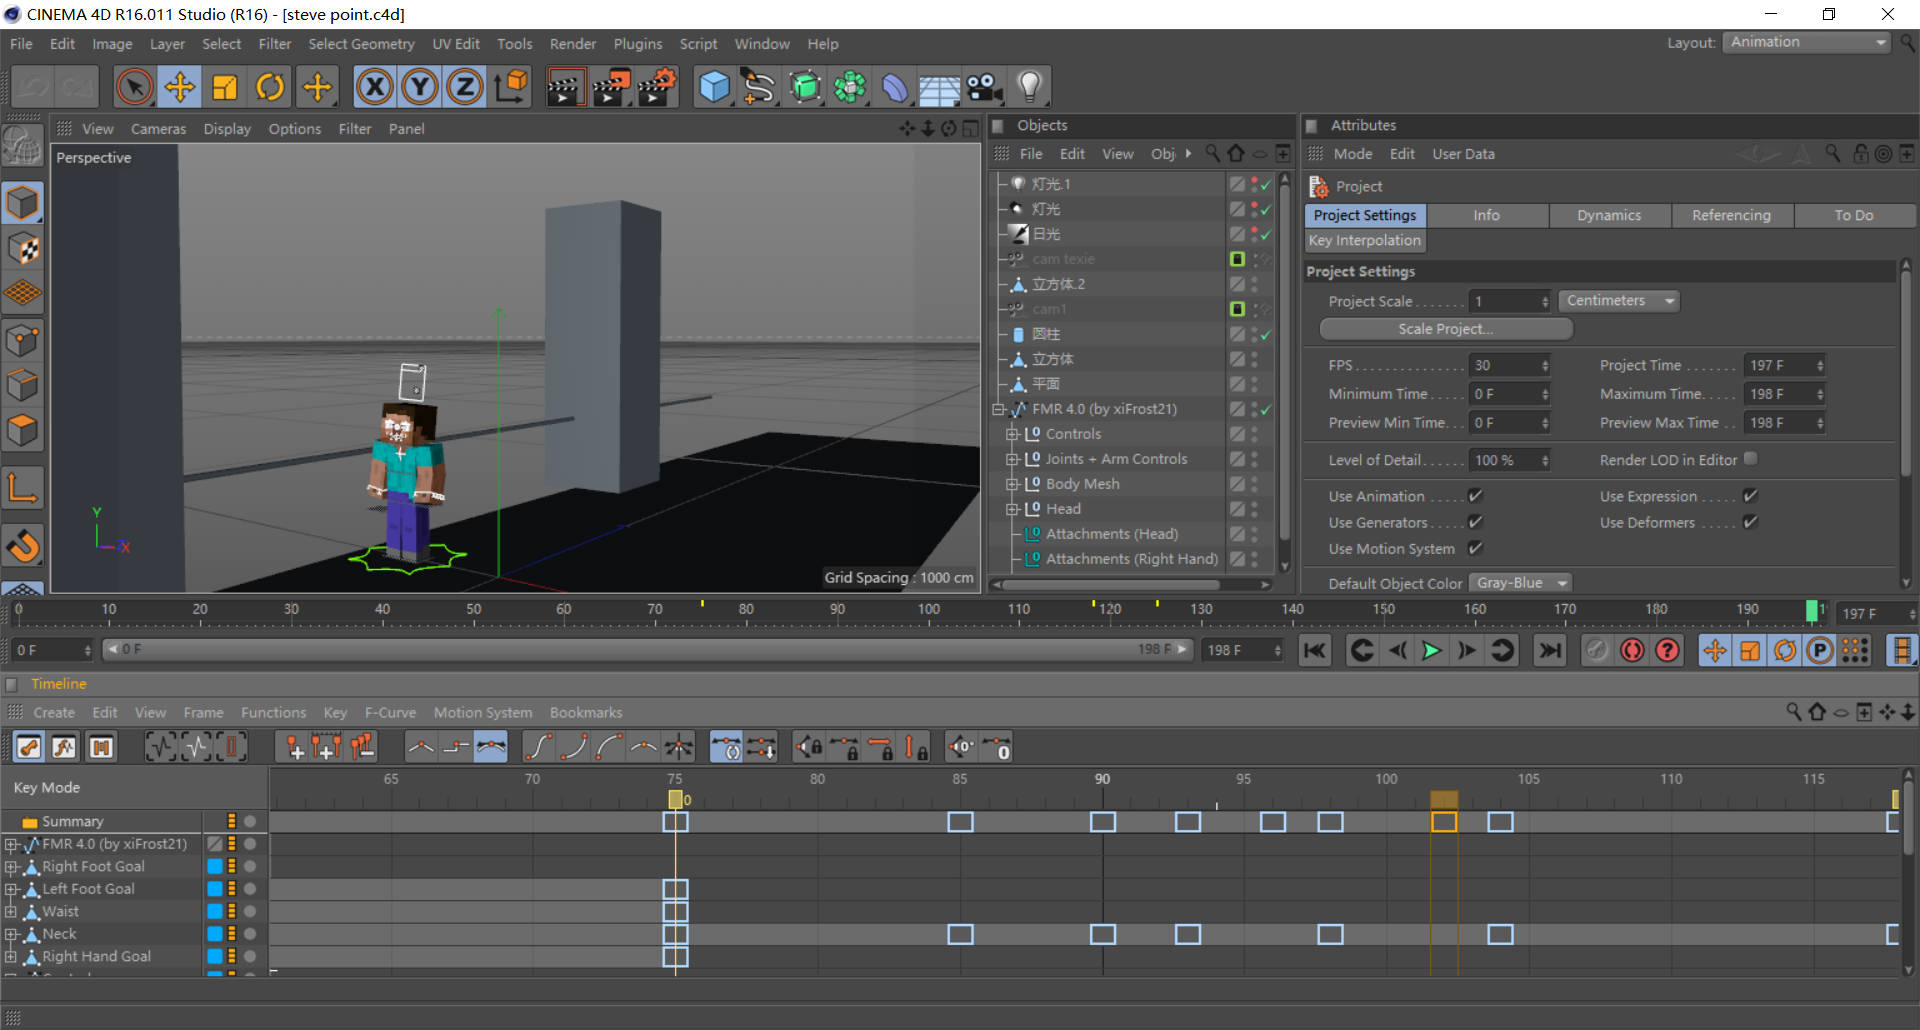 CINEMA 4D R16.011 Studio (R16) - [steve point.c4d]
File Edit Image Layer Select Filter Select Geometry UV Edit Tools Render Plugins Script Window Help Layout: Animation
X Y Z
View Cameras Display Options Filter Panel
Perspective
Y
X
Grid Spacing : 1000 cm
Objects
File Edit View Obj
灯光.1
灯光
日光
cam texie
立方体.2
cam1
圆柱
立方体
平面
FMR 4.0 (by xiFrost21)
Controls
Joints + Arm Controls
Body Mesh
Head
Attachments (Head)
Attachments (Right Hand)
Attributes
Mode Edit User Data
Project
Project Settings Info Dynamics Referencing To Do
Key Interpolation
Project Settings
Project Scale....... 1 Centimeters
Scale Project...
FPS.............. 30 Project Time....... 197 F
Minimum Time... 0 F Maximum Time.... 198 F
Preview Min Time. . 0 F Preview Max Time... 198 F
Level of Detail...... 100 % Render LOD in Editor
Use Animation..... Use Expression.....
Use Generators.... Use Deformers.....
Use Motion System
Default Object Color Gray-Blue
0 10 20 30 40 50 60 70 80 90 100 110 120 130 140 150 160 170 180 190 197 F
0 F 0 F 198 F 198 F
P
Timeline
Create Edit View Frame Functions Key F-Curve Motion System Bookmarks
Key Mode 65 70 75 80 85 90 95 100 105 110 115
0
Summary
FMR 4.0 (by xiFrost21)
Right Foot Goal
Left Foot Goal
Waist
Neck
Right Hand Goal